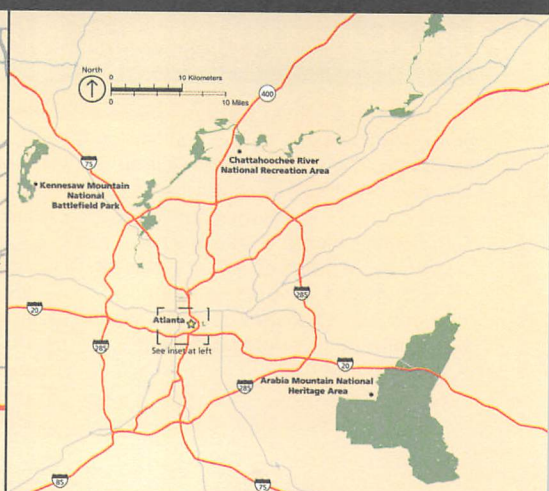 North
0
10 Kilometers
0
10 Miles
400
Chattahoochee River
National Recreation Area
75
Kennesaw Mountain
National
Battlefield Park
285
20
Atlanta
285
See inset at left
20
285
Arabia Mountain National
Heritage Area
85
75